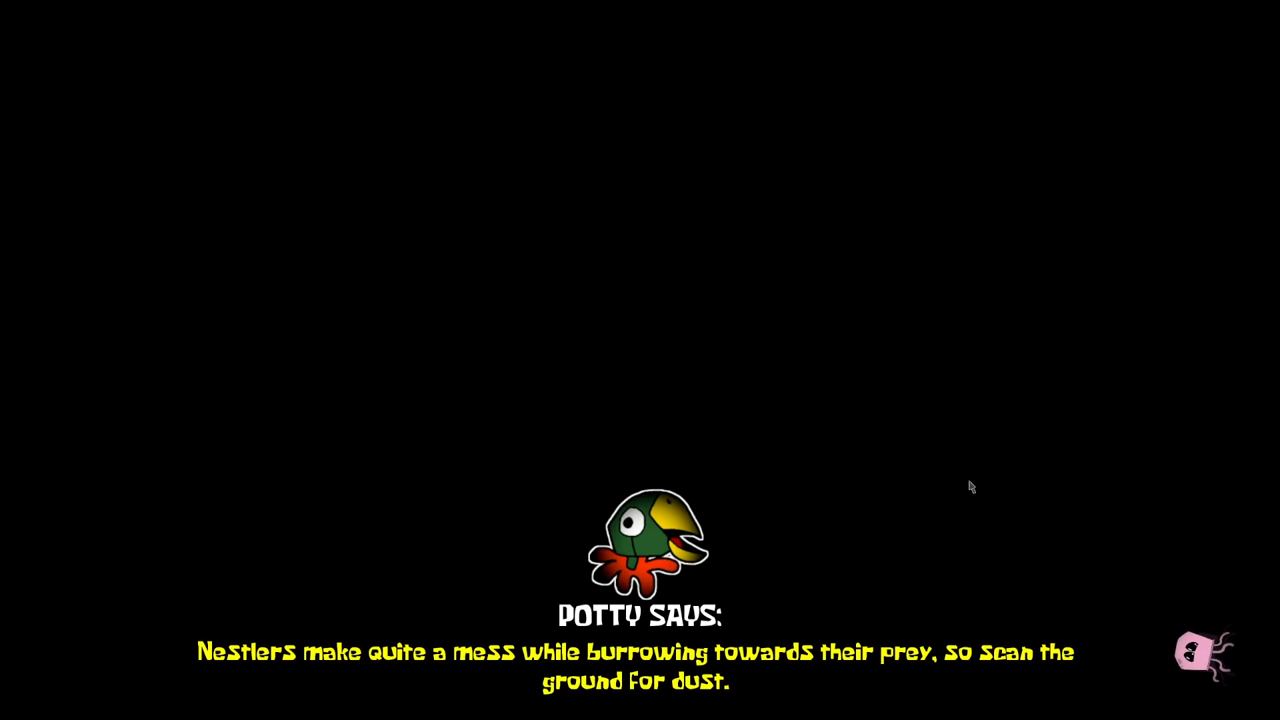 POTTY SAYS:
Nestlers make quite a mess while burrowing towards their prey, so scan the
ground for dust.